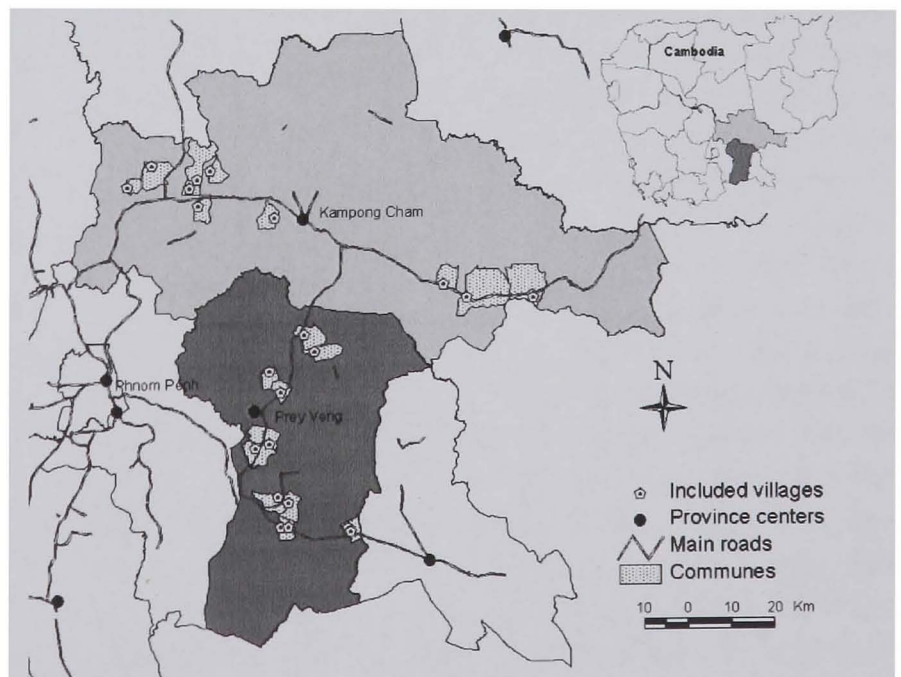 Cambodia
Kampong Cham
Phnom Penh
Prey Veng
N
Included villages
Province centers
Main roads
Communes
10 0 10 20 Km